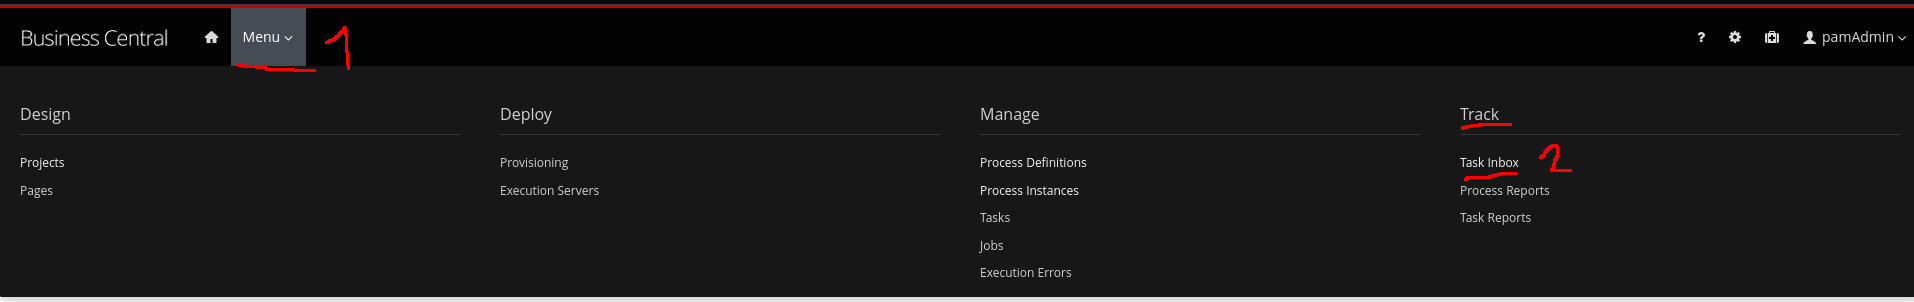 Business Central Menu 1 ? pamAdmin
Design Deploy Manage Track
Projects Provisioning Process Definitions Task Inbox 2
Pages Execution Servers Process Instances Process Reports
Tasks Task Reports
Jobs
Execution Errors